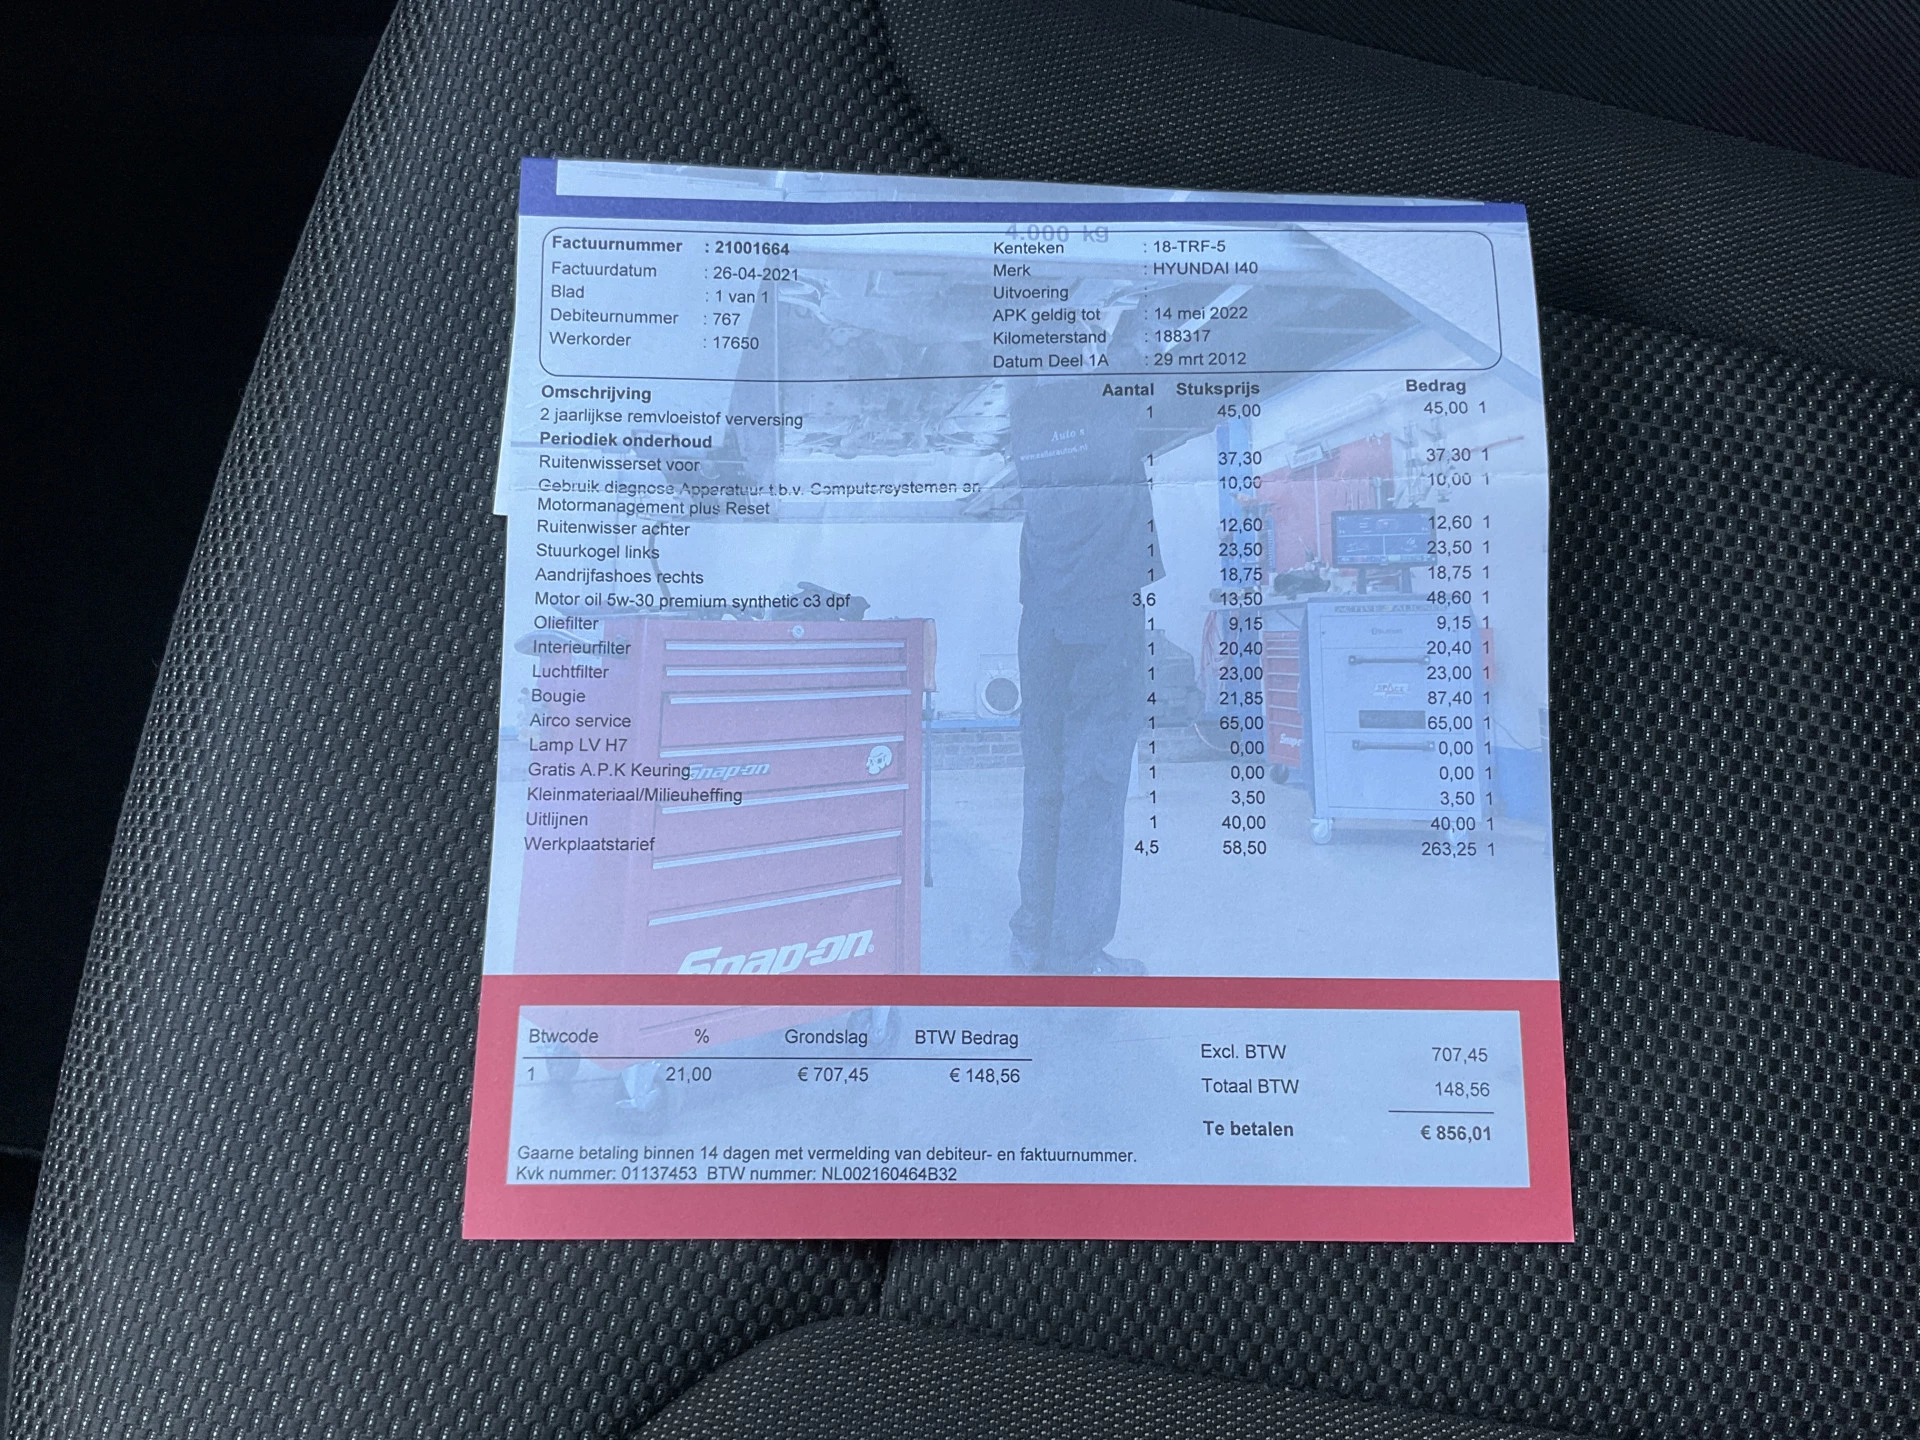 4.000 kg
Factuurnummer : 21001664
Factuurdatum : 26-04-2021
Blad : 1 van 1
Debiteurnummer : 767
Werkorder : 17650
Kenteken : 18-TRF-5
Merk : HYUNDAI I40
Uitvoering :
APK geldig tot : 14 mei 2022
Kilometerstand : 188317
Datum Deel 1A : 29 mrt 2012
Omschrijving Aantal Stuksprijs Bedrag
2 jaarlijkse remvloeistof verversing 1 45,00 45,00 1
Periodiek onderhoud
Ruitenwisserset voor 1 37,30 37,30 1
Gebruik diagnose Apparatuur t.b.v. Computersystemen en 1 10,00 10,00 1
Motormanagement plus Reset
Ruitenwisser achter 1 12,60 12,60 1
Stuurkogel links 1 23,50 23,50 1
Aandrijfashoes rechts 1 18,75 18,75 1
Motor oil 5w-30 premium synthetic c3 dpf 3,6 13,50 48,60 1
Oliefilter 1 9,15 9,15 1
Interieurfilter 1 20,40 20,40 1
Luchtfilter 1 23,00 23,00 1
Bougie 4 21,85 87,40 1
Airco service 1 65,00 65,00 1
Lamp LV H7 1 0,00 0,00 1
Gratis A.P.K Keuring 1 0,00 0,00 1
Kleinmateriaal/Milieuheffing 1 3,50 3,50 1
Uitlijnen 1 40,00 40,00 1
Werkplaatstarief 4,5 58,50 263,25 1
Auto's
Snap-on
Snap-on
Snap-on
Btwcode % Grondslag BTW Bedrag
1 21,00 € 707,45 € 148,56
Excl. BTW 707,45
Totaal BTW 148,56
Te betalen € 856,01
Gaarne betaling binnen 14 dagen met vermelding van debiteur- en faktuurnummer.
Kvk nummer: 01137453 BTW nummer: NL002160464B32